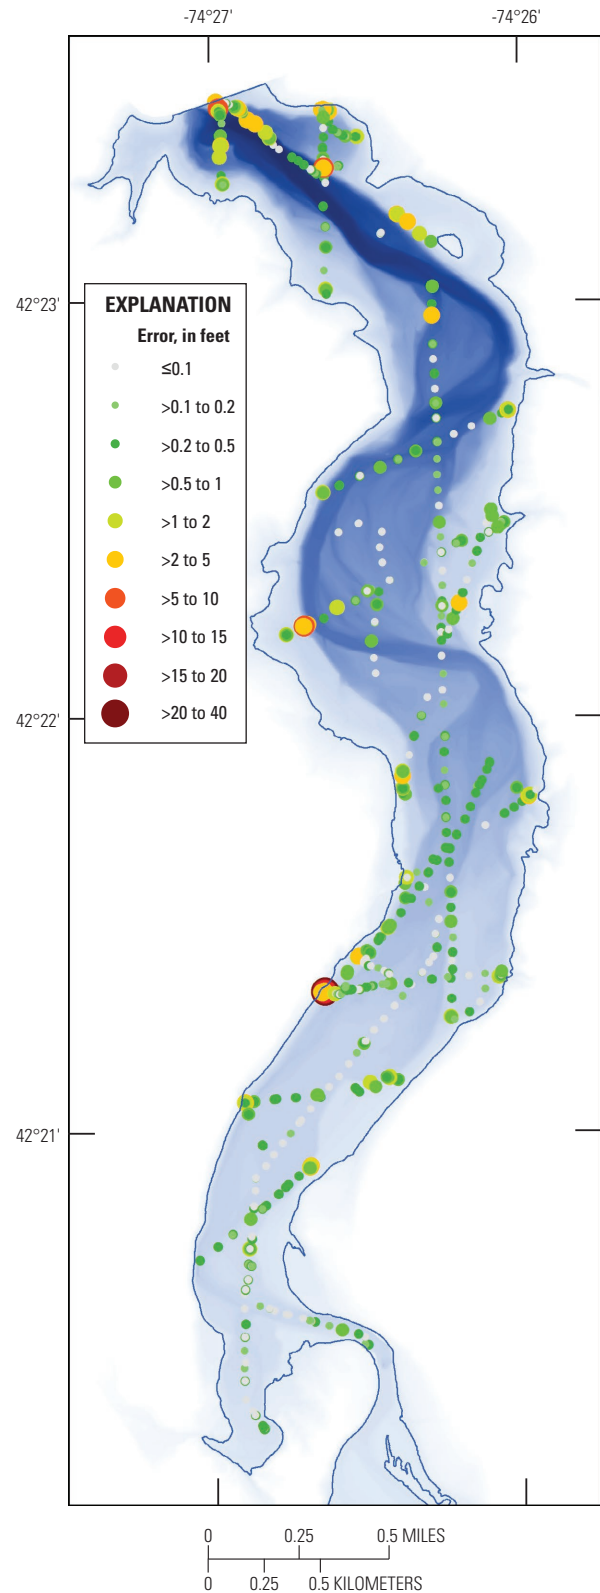 -74°27' -74°26'
42°23'
EXPLANATION
Error, in feet
≤0.1
>0.1 to 0.2
>0.2 to 0.5
>0.5 to 1
>1 to 2
>2 to 5
>5 to 10
>10 to 15
>15 to 20
>20 to 40
42°22'
42°21'
0 0.25 0.5 MILES
0 0.25 0.5 KILOMETERS